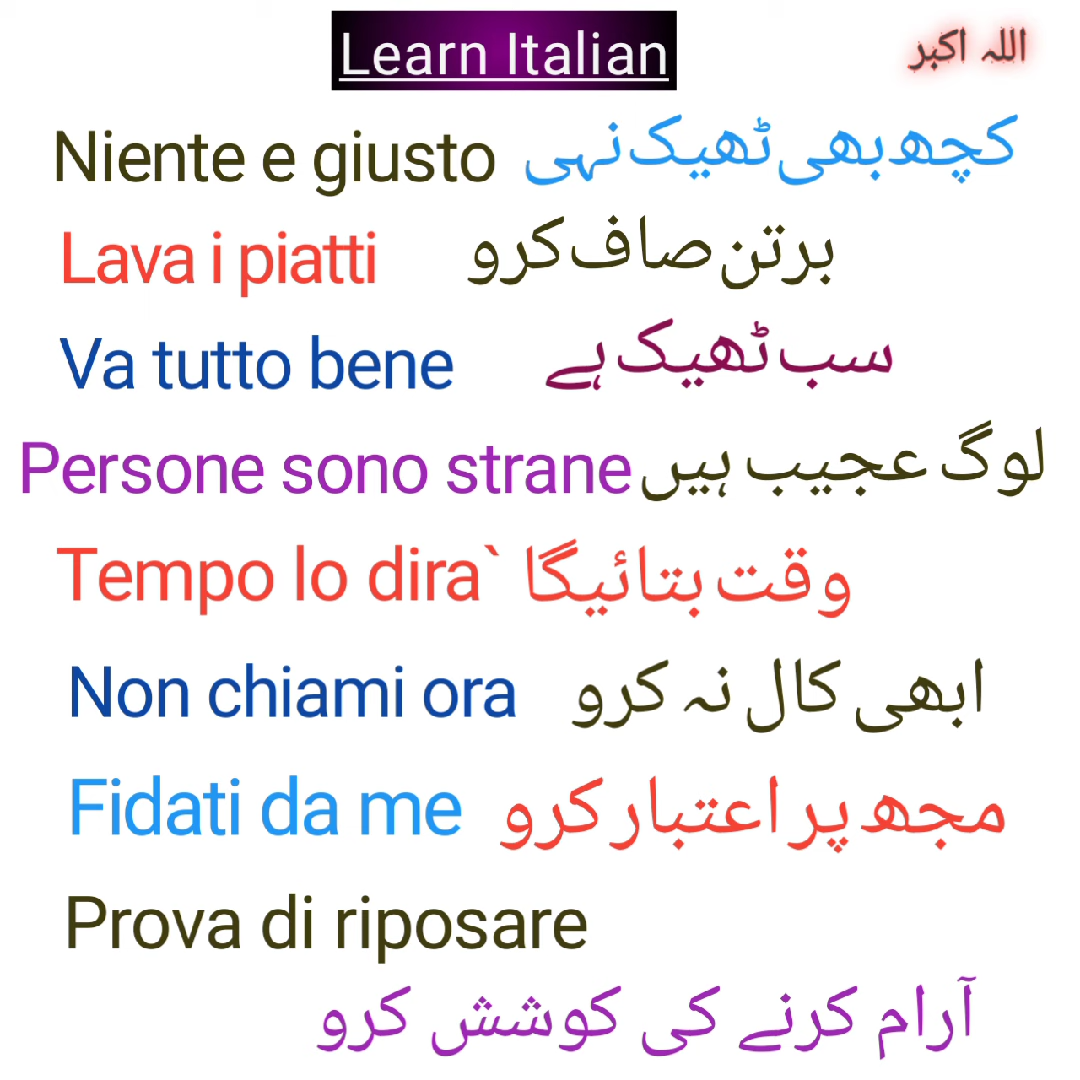 Learn Italian
اللہ اکبر
Niente e giusto کچھ بھی ٹھیک نہی
Lava i piatti برتن صاف کرو
Va tutto bene سب ٹھیک ہے
Persone sono strane لوگ عجیب ہیں
Tempo lo dira` وقت بتائیگا
Non chiami ora ابھی کال نہ کرو
Fidati da me مجھ پر اعتبار کرو
Prova di riposare
آرام کرنے کی کوشش کرو